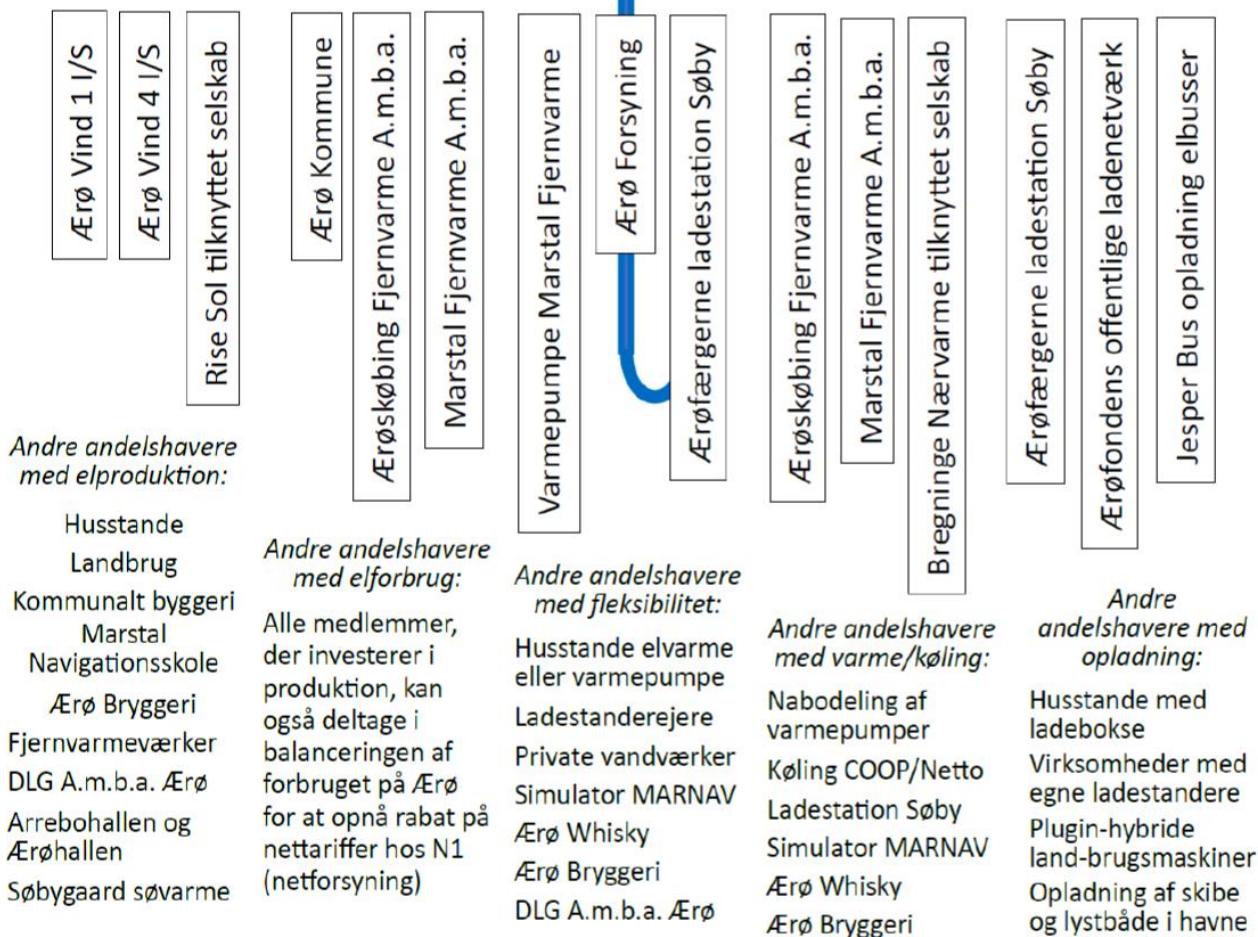 Ærø Vind 1 I/S
Ærø Vind 4 I/S
Rise Sol tilknyttet selskab
Ærø Kommune
Ærøskøbing Fjernvarme A.m.b.a.
Marstal Fjernvarme A.m.b.a.
Varmepumpe Marstal Fjernvarme
Ærø Forsyning
Ærøfærgerne ladestation Søby
Ærøskøbing Fjernvarme A.m.b.a.
Marstal Fjernvarme A.m.b.a.
Bregninge Nærvarme tilknyttet selskab
Ærøfærgerne ladestation Søby
Ærøfondens offentlige ladenetværk
Jesper Bus opladning elbusser
Andre andelshavere
med elproduktion:
Husstande
Landbrug
Kommunalt byggeri
Marstal
Navigationsskole
Ærø Bryggeri
Fjernvarmeværker
DLG A.m.b.a. Ærø
Arrebohallen og
Ærøhallen
Søbygaard søvarme
Andre andelshavere
med elforbrug:
Alle medlemmer,
der investerer i
produktion, kan
også deltage i
balanceringen af
forbruget på Ærø
for at opnå rabat på
nettariffer hos N1
(netforsyning)
Andre andelshavere
med fleksibilitet:
Husstande elvarme
eller varmepumpe
Ladestanderejere
Private vandværker
Simulator MARNAV
Ærø Whisky
Ærø Bryggeri
DLG A.m.b.a. Ærø
Andre andelshavere
med varme/køling:
Nabodeling af
varmepumper
Køling COOP/Netto
Ladestation Søby
Simulator MARNAV
Ærø Whisky
Ærø Bryggeri
Andre
andelshavere med
opladning:
Husstande med
ladebokse
Virksomheder med
egne ladestandere
Plugin-hybride
land-brugsmaskiner
Opladning af skibe
og lystbåde i havne